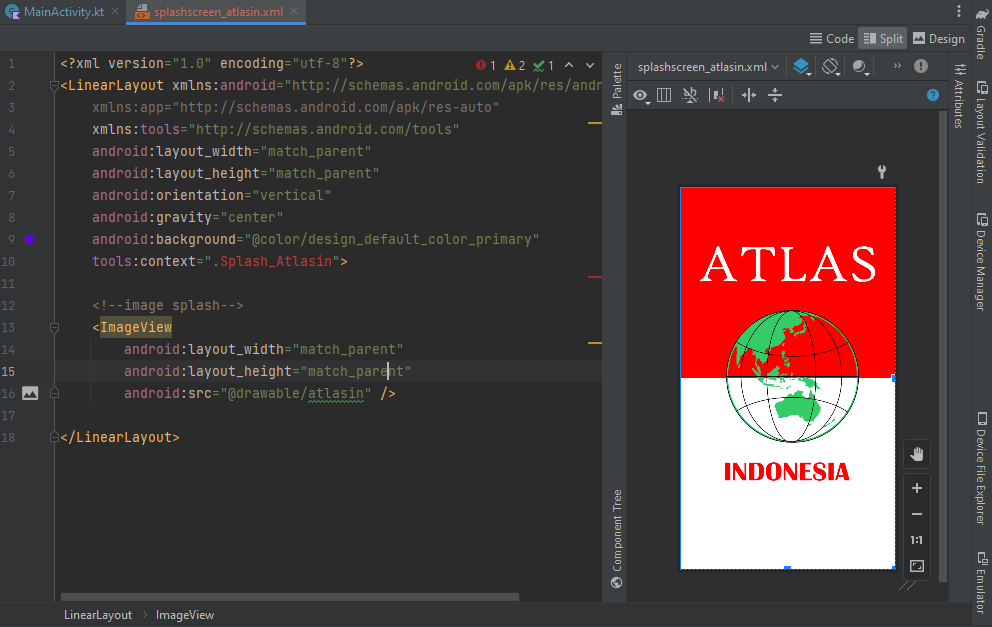 MainActivity.kt
splashscreen_atlasin.xml
Code
Split
Design
1 <?xml version="1.0" encoding="utf-8"?>
1 2 1
2 <LinearLayout xmlns:android="http://schemas.android.com/apk/res/andr
3 xmlns:app="http://schemas.android.com/apk/res-auto"
4 xmlns:tools="http://schemas.android.com/tools"
5 android:layout_width="match_parent"
6 android:layout_height="match_parent"
7 android:orientation="vertical"
8 android:gravity="center"
9 android:background="@color/design_default_color_primary"
10 tools:context=".Splash_Atlasin">
11
12 <!--image splash-->
13 <ImageView
14 android:layout_width="match_parent"
15 android:layout_height="match_parent"
16 android:src="@drawable/atlasin" />
17
18 </LinearLayout>
LinearLayout > ImageView
Palette
Component Tree
splashscreen_atlasin.xml
ATLAS
INDONESIA
1:1
Attributes
Gradle
Layout Validation
Device Manager
Device File Explorer
Emulator